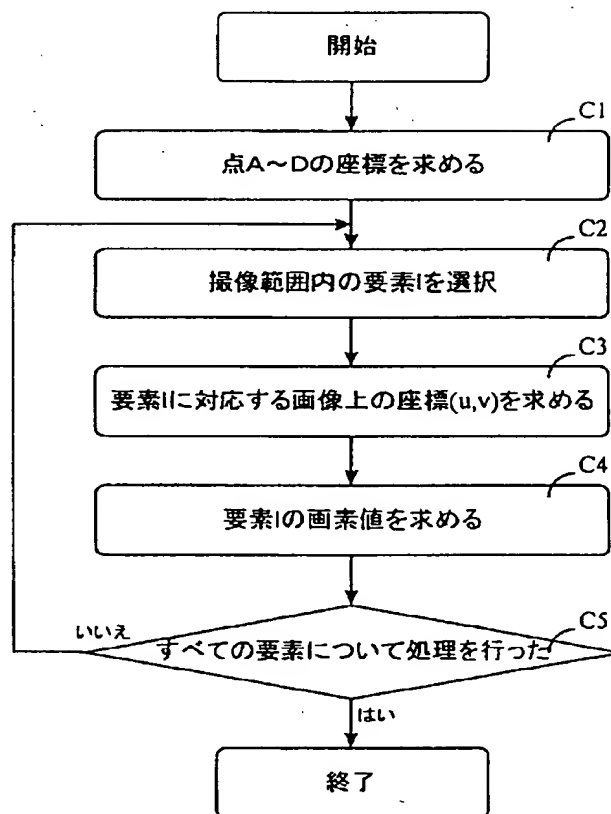 開始
C1
点A～Dの座標を求める
C2
撮像範囲内の要素Iを選択
C3
要素Iに対応する画像上の座標(u,v)を求める
C4
要素Iの画素値を求める
C5
いいえ
すべての要素について処理を行った
はい
終了